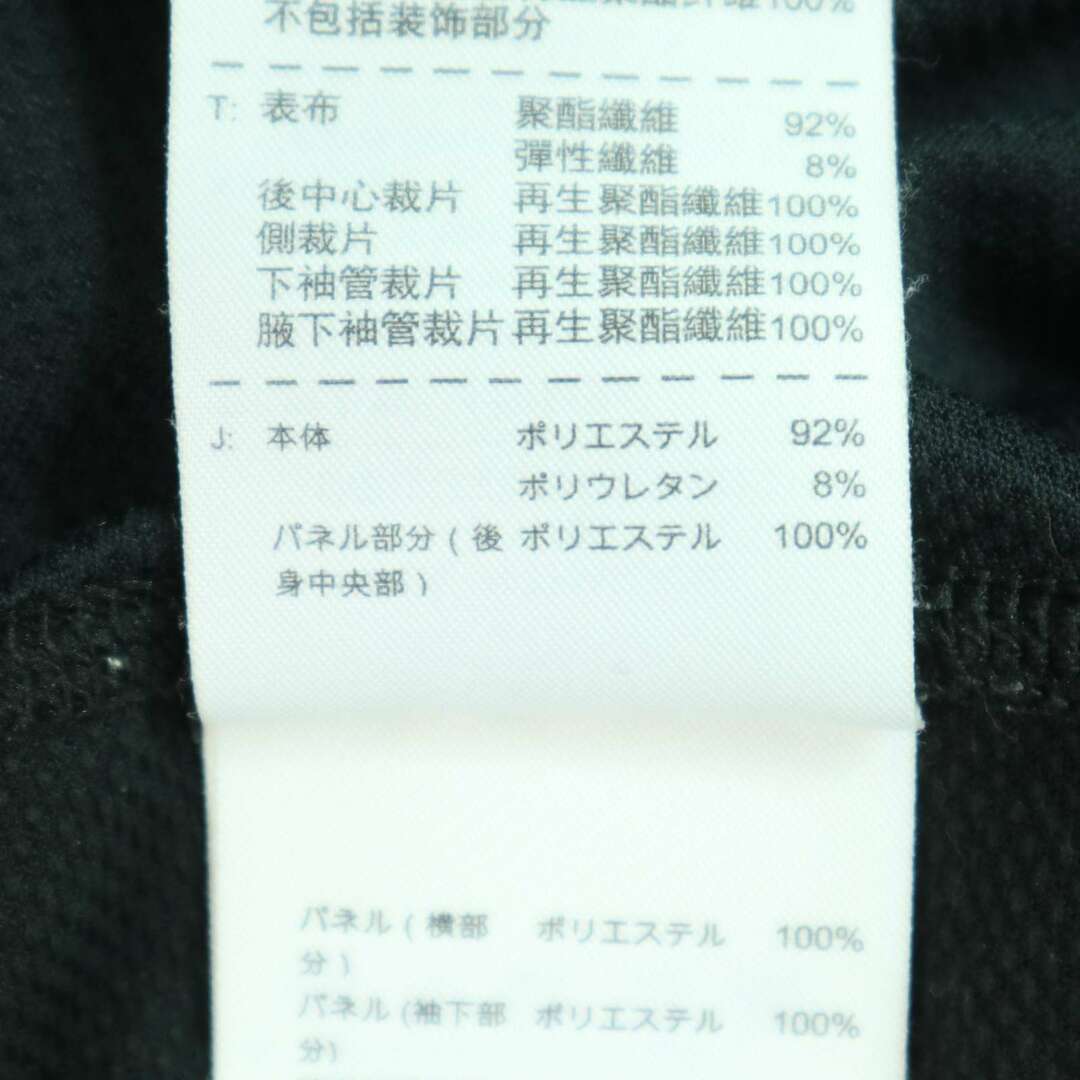 100%
不包括装饰部分
T: 表布 聚酯纖維 92%
彈性纖維 8%
後中心裁片 再生聚酯纖維 100%
側裁片 再生聚酯纖維 100%
下袖管裁片 再生聚酯纖維 100%
腋下袖管裁片 再生聚酯纖維 100%
J: 本体 ポリエステル 92%
ポリウレタン 8%
パネル部分(後 ポリエステル 100%
身中央部)
パネル(横部 ポリエステル 100%
分)
パネル(袖下部 ポリエステル 100%
分)